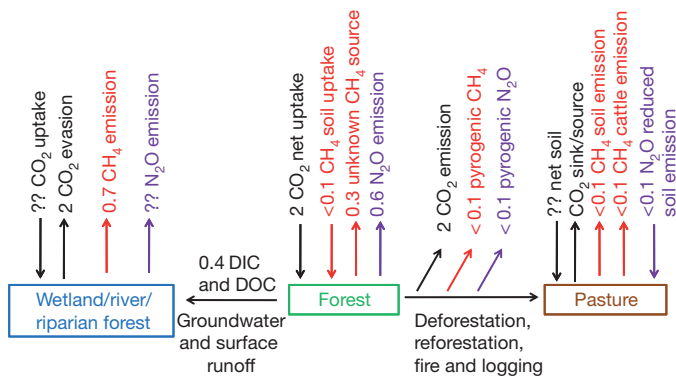 ?? CO2 uptake
2 CO2 evasion
0.7 CH4 emission
?? N2O emission
2 CO2 net uptake
<0.1 CH4 soil uptake
0.3 unknown CH4 source
0.6 N2O emission
2 CO2 emission
< 0.1 pyrogenic CH4
< 0.1 pyrogenic N2O
?? net soil
CO2 sink/source
<0.1 CH4 soil emission
<0.1 CH4 cattle emission
<0.1 N2O reduced
soil emission
Wetland/river/
riparian forest
0.4 DIC
and DOC
Groundwater
and surface
runoff
Forest
Deforestation,
reforestation,
fire and logging
Pasture